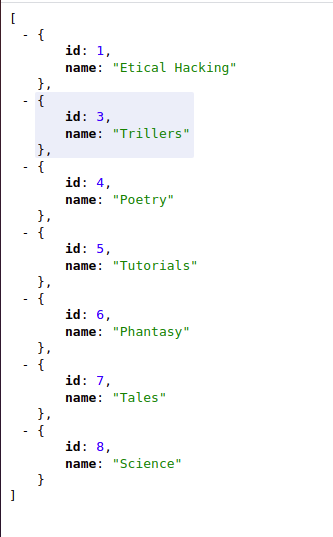 [
- {
id: 1,
name: "Etical Hacking"
},
- {
id: 3,
name: "Trillers"
},
- {
id: 4,
name: "Poetry"
},
- {
id: 5,
name: "Tutorials"
},
- {
id: 6,
name: "Phantasy"
},
- {
id: 7,
name: "Tales"
},
- {
id: 8,
name: "Science"
}
]